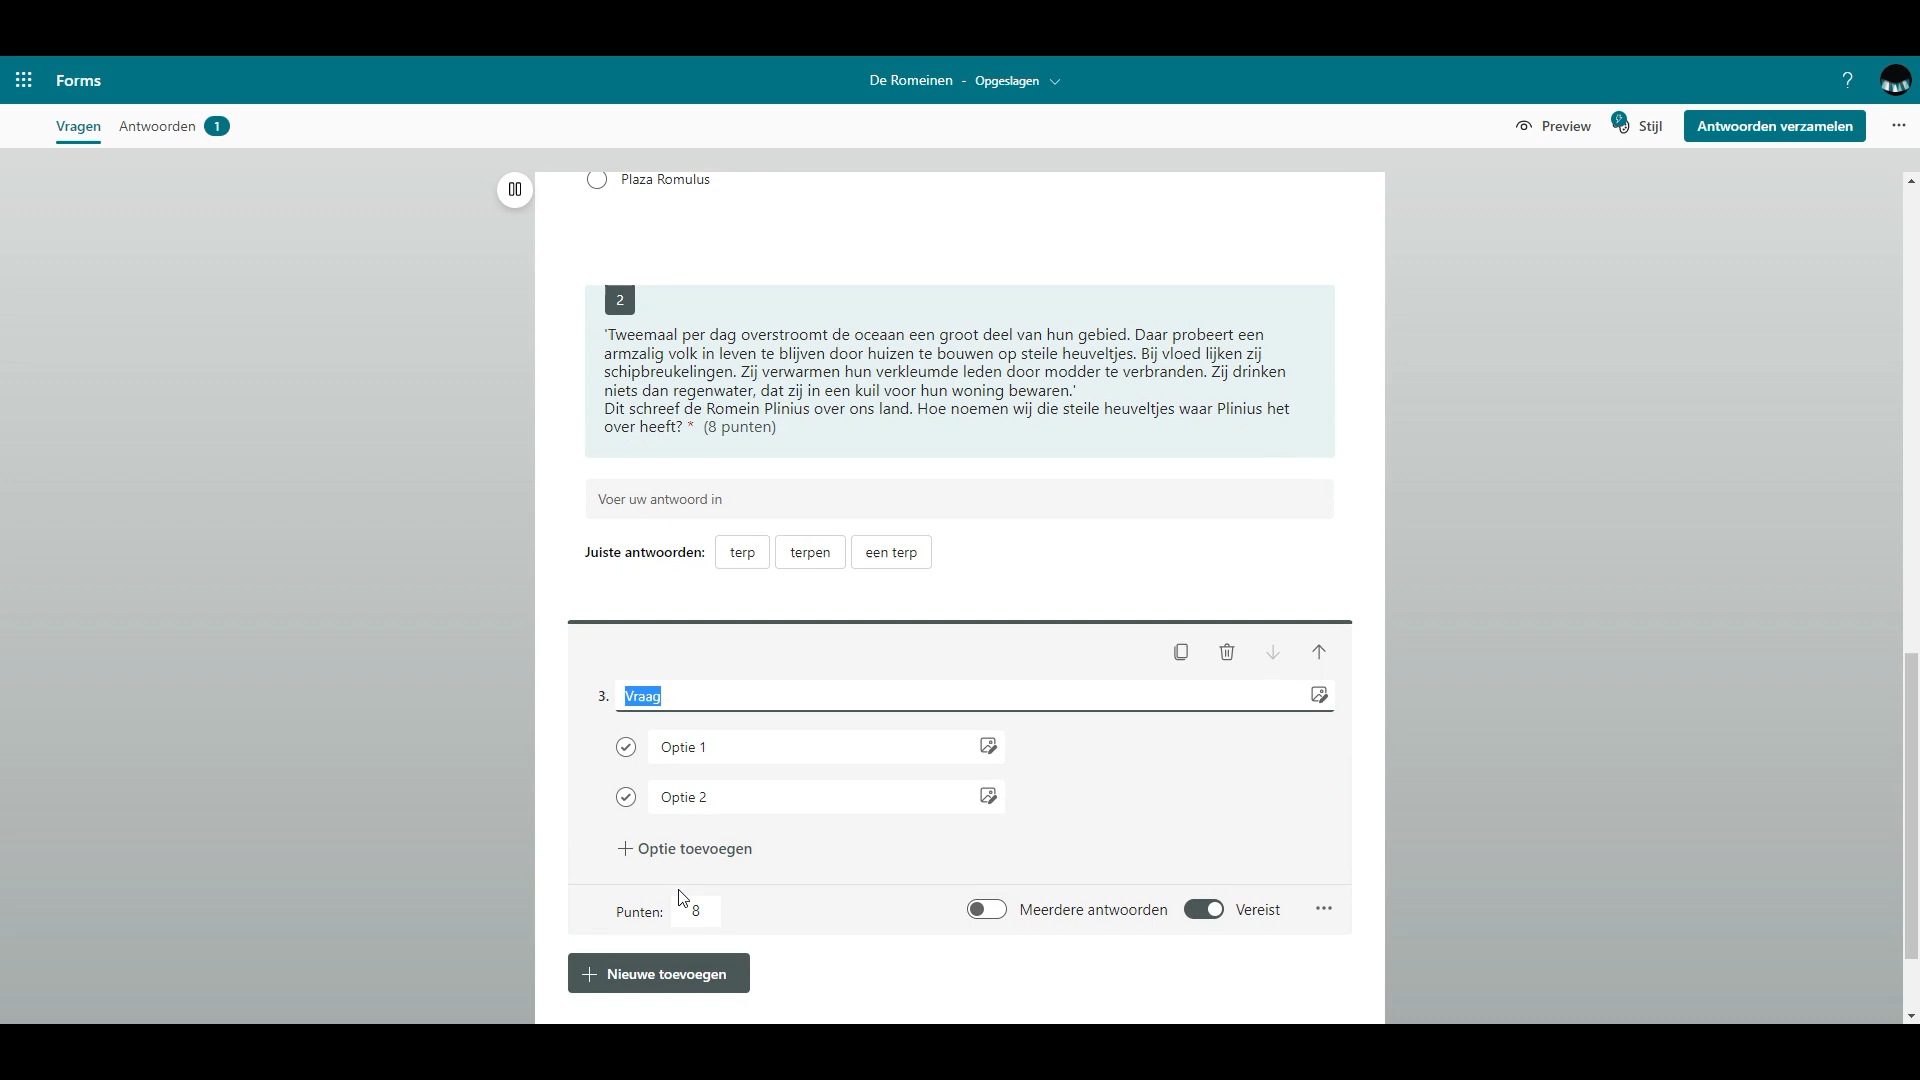 Forms
De Romeinen - Opgeslagen
?
Vragen
Antwoorden 1
Preview
Stijl
Antwoorden verzamelen
Plaza Romulus
2
'Tweemaal per dag overstroomt de oceaan een groot deel van hun gebied. Daar probeert een
armzalig volk in leven te blijven door huizen te bouwen op steile heuveltjes. Bij vloed lijken zij
schipbreukelingen. Zij verwarmen hun verkleumde leden door modder te verbranden. Zij drinken
niets dan regenwater, dat zij in een kuil voor hun woning bewaren.'
Dit schreef de Romein Plinius over ons land. Hoe noemen wij die steile heuveltjes waar Plinius het
over heeft? * (8 punten)
Voer uw antwoord in
Juiste antwoorden: terp terpen een terp
3. Vraag
Optie 1
Optie 2
+ Optie toevoegen
Punten: 8
Meerdere antwoorden
Vereist
+ Nieuwe toevoegen